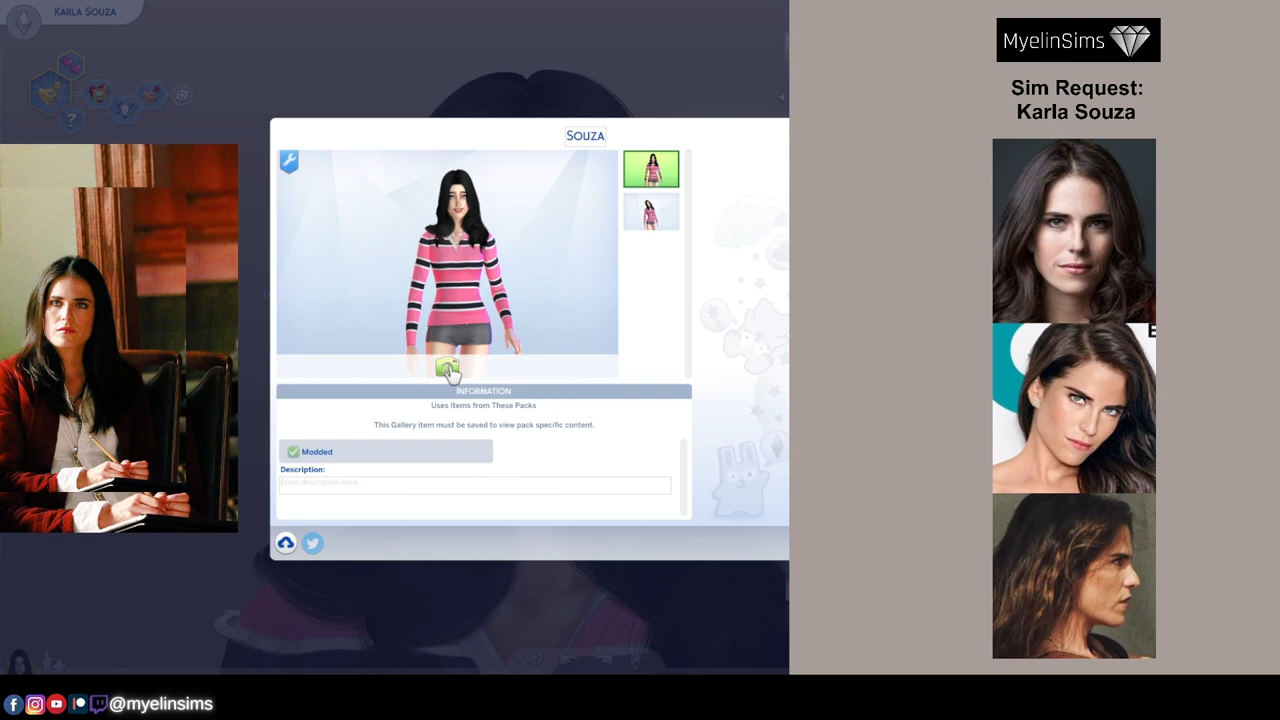 Karla Souza
?
Souza
Information
Uses Items from These Packs
This Gallery item must be saved to view pack specific content.
Modded
Description:
Enter description here...
@myelinsims
MyelinSims
Sim Request:
Karla Souza